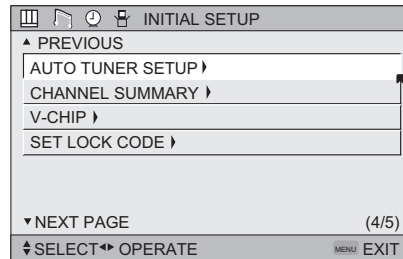 INITIAL SETUP
▲ PREVIOUS
AUTO TUNER SETUP
CHANNEL SUMMARY
V-CHIP
SET LOCK CODE
▼ NEXT PAGE (4/5)
SELECT OPERATE MENU EXIT